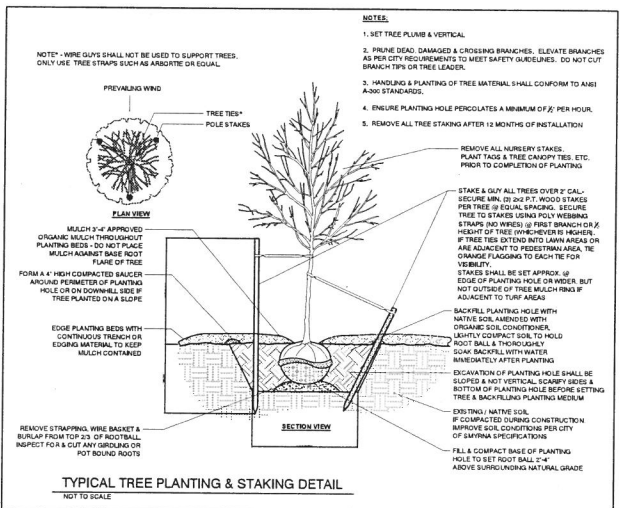 NOTES:
1. SET TREE PLUMB & VERTICAL
2. PRUNE DEAD, DAMAGED & CROSSING BRANCHES. ELEVATE BRANCHES
AS PER CITY REQUIREMENTS TO MEET SAFETY GUIDELINES. DO NOT CUT
BRANCH TIPS OR TREE LEADER.
3. HANDLING & PLANTING OF TREE MATERIAL SHALL CONFORM TO ANSI
A-300 STANDARDS.
4. ENSURE PLANTING HOLE PERCOLATES A MINIMUM OF ½" PER HOUR.
5. REMOVE ALL TREE STAKING AFTER 12 MONTHS OF INSTALLATION
NOTE* - WIRE GUYS SHALL NOT BE USED TO SUPPORT TREES.
ONLY USE TREE STRAPS SUCH AS ARBORTIE OR EQUAL.
PREVAILING WIND
TREE TIES*
POLE STAKES
PLAN VIEW
REMOVE ALL NURSERY STAKES,
PLANT TAGS & TREE CANOPY TIES, ETC.
PRIOR TO COMPLETION OF PLANTING
STAKE & GUY ALL TREES OVER 2" CAL-
SECURE MIN. (3) 2x2 P.T. WOOD STAKES
PER TREE @ EQUAL SPACING. SECURE
TREE TO STAKES USING POLY WEBBING
STRAPS (NO WIRES) @ FIRST BRANCH OR ½
HEIGHT OF TREE (WHICHEVER IS HIGHER).
IF TREE TIES EXTEND INTO LAWN AREAS OR
ARE ADJACENT TO PEDESTRIAN AREA, TIE
ORANGE FLAGGING TO EACH TIE FOR
VISIBILITY.
STAKES SHALL BE SET APPROX. @
EDGE OF PLANTING HOLE OR WIDER, BUT
NOT OUTSIDE OF TREE MULCH RING IF
ADJACENT TO TURF AREAS
MULCH 3"-4" APPROVED
ORGANIC MULCH THROUGHOUT
PLANTING BEDS - DO NOT PLACE
MULCH AGAINST BASE ROOT
FLARE OF TREE
FORM A 4" HIGH COMPACTED SAUCER
AROUND PERIMETER OF PLANTING
HOLE OR ON DOWNHILL SIDE IF
TREE PLANTED ON A SLOPE
EDGE PLANTING BEDS WITH
CONTINUOUS TRENCH OR
EDGING MATERIAL TO KEEP
MULCH CONTAINED
BACKFILL PLANTING HOLE WITH
NATIVE SOIL AMENDED WITH
ORGANIC SOIL CONDITIONER,
LIGHTLY COMPACT SOIL TO HOLD
ROOT BALL & THOROUGHLY
SOAK BACKFILL WITH WATER
IMMEDIATELY AFTER PLANTING
EXCAVATION OF PLANTING HOLE SHALL BE
SLOPED & NOT VERTICAL SCARIFY SIDES &
BOTTOM OF PLANTING HOLE BEFORE SETTING
TREE & BACKFILLING PLANTING MEDIUM
EXISTING / NATIVE SOIL
IF COMPACTED DURING CONSTRUCTION
IMPROVE SOIL CONDITIONS PER CITY
OF SMYRNA SPECIFICATIONS
FILL & COMPACT BASE OF PLANTING
HOLE TO SET ROOT BALL 2"-4"
ABOVE SURROUNDING NATURAL GRADE
REMOVE STRAPPING, WIRE BASKET &
BURLAP FROM TOP 2/3 OF ROOTBALL.
INSPECT FOR & CUT ANY GIRDLING OR
POT BOUND ROOTS
SECTION VIEW
TYPICAL TREE PLANTING & STAKING DETAIL
NOT TO SCALE